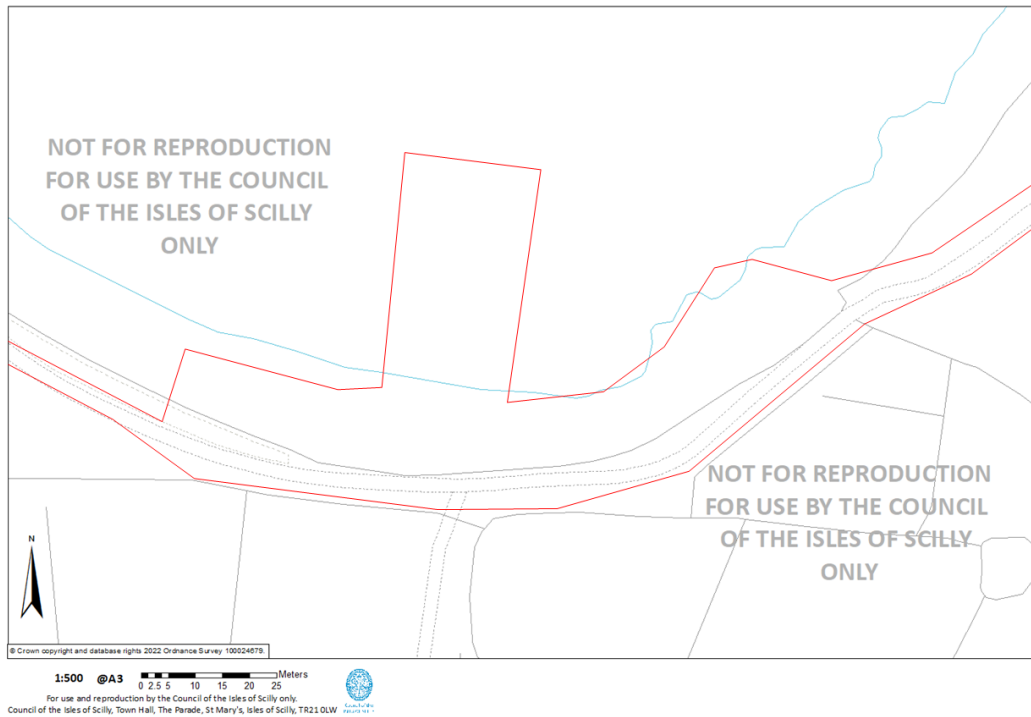 NOT FOR REPRODUCTION
FOR USE BY THE COUNCIL
OF THE ISLES OF SCILLY
ONLY
NOT FOR REPRODUCTION
FOR USE BY THE COUNCIL
OF THE ISLES OF SCILLY
ONLY
N
© Crown copyright and database rights 2022 Ordnance Survey 100024679.
1:500 @A3
Meters
0 2.5 5 10 15 20 25
For use and reproduction by the Council of the Isles of Scilly only.
Council of the Isles of Scilly, Town Hall, The Parade, St Mary's, Isles of Scilly, TR21 0LW